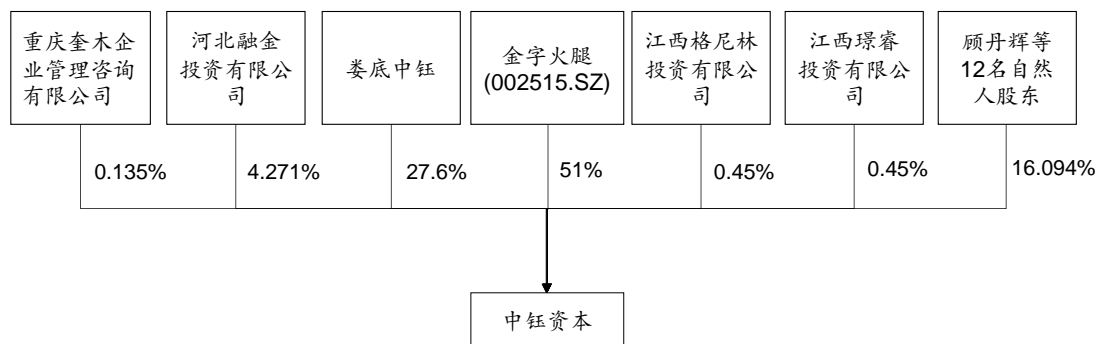 重庆奎木企
业管理咨询
有限公司
河北融金
投资有限公
司
娄底中钰
金字火腿
(002515.SZ)
江西格尼林
投资有限公
司
江西璟睿
投资有限公
司
顾丹辉等
12名自然
人股东
0.135%
4.271%
27.6%
51%
0.45%
0.45%
16.094%
中钰资本